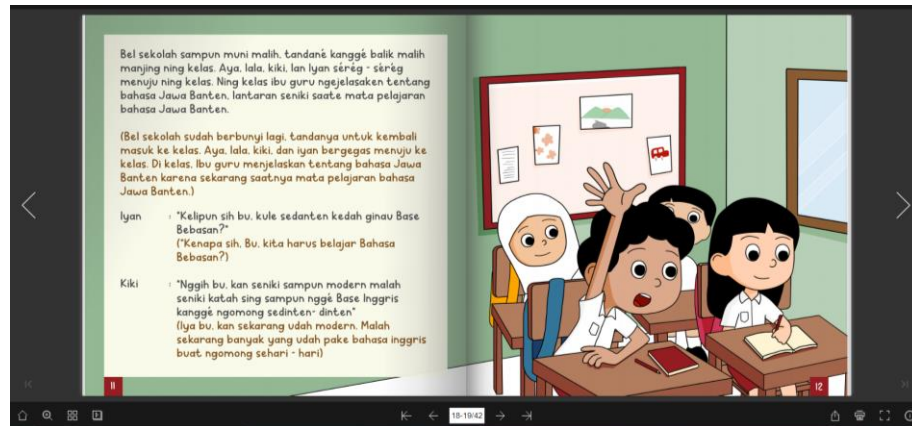 Bel sekolah sampun muni malih, tandanè kanggè balik malih
manjing ning kelas. Aya, lala, kiki, lan Iyan sèrèg - sèrèg
menuju ning kelas. Ning kelas ibu guru ngejelasaken tentang
bahasa Jawa Banten, lantaran seniki saate mata pelajaran
bahasa Jawa Banten.
(Bel sekolah sudah berbunyi lagi, tandanya untuk kembali
masuk ke kelas. Aya, lala, kiki, dan iyan bergegas menuju ke
kelas. Di kelas, Ibu guru menjelaskan tentang bahasa Jawa
Banten karena sekarang saatnya mata pelajaran bahasa
Jawa Banten.)
Iyan : "Kelipun sih bu, kule sedanten kedah ginau Base
Bebasan?"
("Kenapa sih, Bu, kita harus belajar Bahasa
Bebasan?)
Kiki : "Nggih bu, kan seniki sampun modern malah
seniki katah sing sampun nggè Base Inggris
kanggè ngomong sedinten- dinten"
(Iya bu, kan sekarang udah modern. Malah
sekarang banyak yang udah pake bahasa inggris
buat ngomong sehari - hari)
11
12
18-19/42